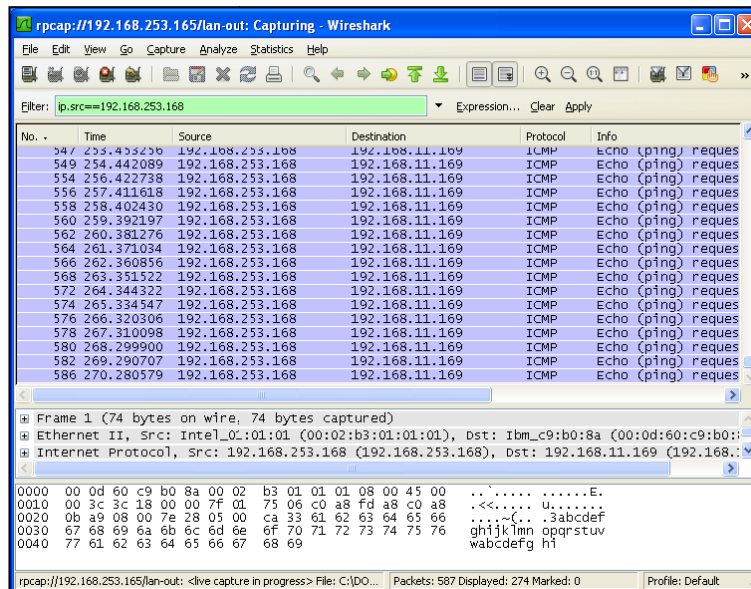 rpcap://192.168.253.165/lan-out: Capturing - Wireshark
File Edit View Go Capture Analyze Statistics Help
Filter: ip.src==192.168.253.168 Expression... Clear Apply
No. Time Source Destination Protocol Info
547 253.453256 192.168.253.168 192.168.11.169 ICMP Echo (ping) reques
549 254.442089 192.168.253.168 192.168.11.169 ICMP Echo (ping) reques
554 256.422738 192.168.253.168 192.168.11.169 ICMP Echo (ping) reques
556 257.411618 192.168.253.168 192.168.11.169 ICMP Echo (ping) reques
558 258.402430 192.168.253.168 192.168.11.169 ICMP Echo (ping) reques
560 259.392197 192.168.253.168 192.168.11.169 ICMP Echo (ping) reques
562 260.381276 192.168.253.168 192.168.11.169 ICMP Echo (ping) reques
564 261.371034 192.168.253.168 192.168.11.169 ICMP Echo (ping) reques
566 262.360856 192.168.253.168 192.168.11.169 ICMP Echo (ping) reques
568 263.351522 192.168.253.168 192.168.11.169 ICMP Echo (ping) reques
572 264.344322 192.168.253.168 192.168.11.169 ICMP Echo (ping) reques
574 265.334547 192.168.253.168 192.168.11.169 ICMP Echo (ping) reques
576 266.320306 192.168.253.168 192.168.11.169 ICMP Echo (ping) reques
578 267.310098 192.168.253.168 192.168.11.169 ICMP Echo (ping) reques
580 268.299900 192.168.253.168 192.168.11.169 ICMP Echo (ping) reques
582 269.290707 192.168.253.168 192.168.11.169 ICMP Echo (ping) reques
586 270.280579 192.168.253.168 192.168.11.169 ICMP Echo (ping) reques
Frame 1 (74 bytes on wire, 74 bytes captured)
Ethernet II, Src: Intel_01:01:01 (00:02:b3:01:01:01), Dst: Ibm_c9:b0:8a (00:0d:60:c9:b0:
Internet Protocol, Src: 192.168.253.168 (192.168.253.168), Dst: 192.168.11.169 (192.168.
0000 00 0d 60 c9 b0 8a 00 02 b3 01 01 01 08 00 45 00 ..`..... ......E.
0010 00 3c 3c 18 00 00 7f 01 75 06 c0 a8 fd a8 c0 a8 .<<..... u.......
0020 0b a9 08 00 7e 28 05 00 ca 33 61 62 63 64 65 66 ....~(.. .3abcdef
0030 67 68 69 6a 6b 6c 6d 6e 6f 70 71 72 73 74 75 76 ghijklmn opqrstuv
0040 77 61 62 63 64 65 66 67 68 69 wabcdefg hi
rpcap://192.168.253.165/lan-out: <live capture in progress> File: C:\DO... Packets: 587 Displayed: 274 Marked: 0 Profile: Default